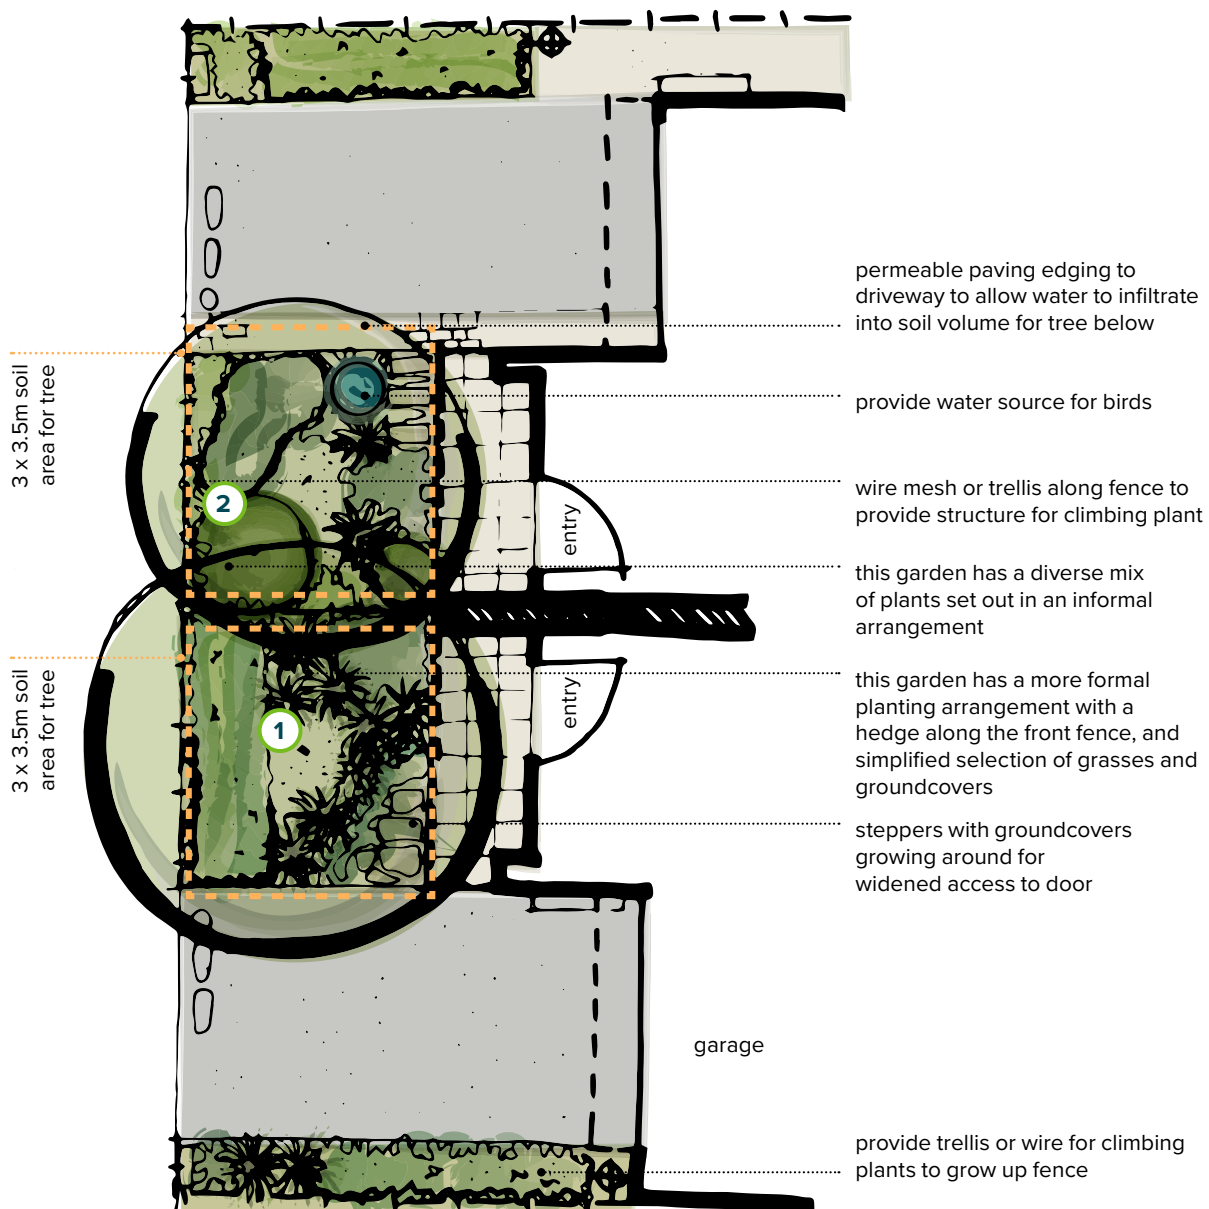 permeable paving edging to
driveway to allow water to infiltrate
into soil volume for tree below
3 x 3.5m soil
area for tree
provide water source for birds
wire mesh or trellis along fence to
provide structure for climbing plant
2
entry
this garden has a diverse mix
of plants set out in an informal
arrangement
3 x 3.5m soil
area for tree
this garden has a more formal
planting arrangement with a
hedge along the front fence, and
simplified selection of grasses and
groundcovers
entry
1
steppers with groundcovers
growing around for
widened access to door
garage
provide trellis or wire for climbing
plants to grow up fence